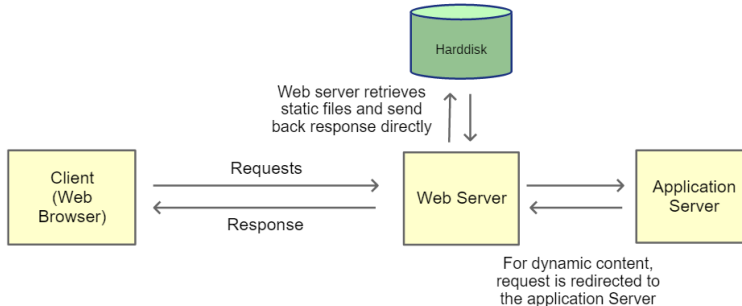 Harddisk
Web server retrieves
static files and send
back response directly
Client
(Web
Browser)
Requests
Response
Web Server
Application
Server
For dynamic content,
request is redirected to
the application Server